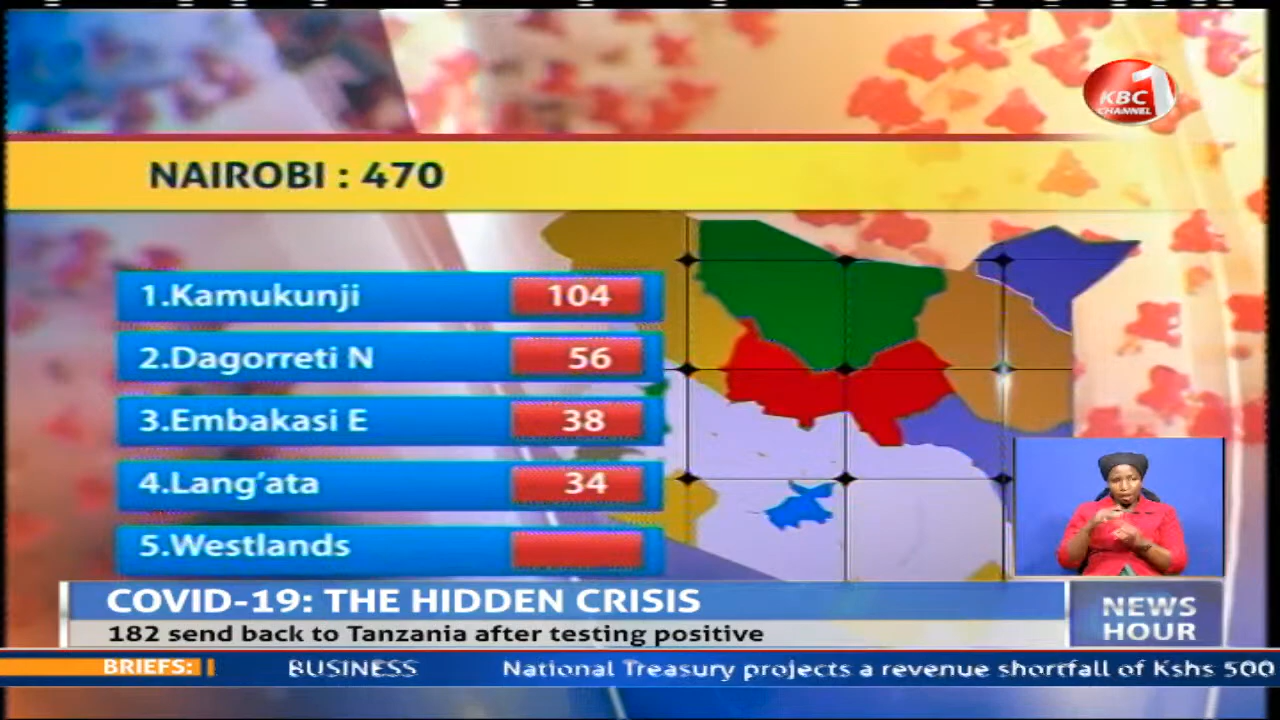 KBC 1
CHANNEL
NAIROBI : 470
1.Kamukunji 104
2.Dagorreti N 56
3.Embakasi E 38
4.Lang'ata 34
5.Westlands
COVID-19: THE HIDDEN CRISIS
182 send back to Tanzania after testing positive
NEWS
HOUR
BRIEFS: BUSINESS National Treasury projects a revenue shortfall of Kshs 500